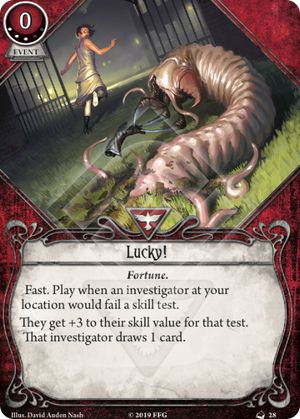 0
EVENT
Lucky!
Fortune.
Fast. Play when an investigator at your
location would fail a skill test.
They get +3 to their skill value for that test.
That investigator draws 1 card.
Illus. David Auden Nash
© 2019 FFG
28